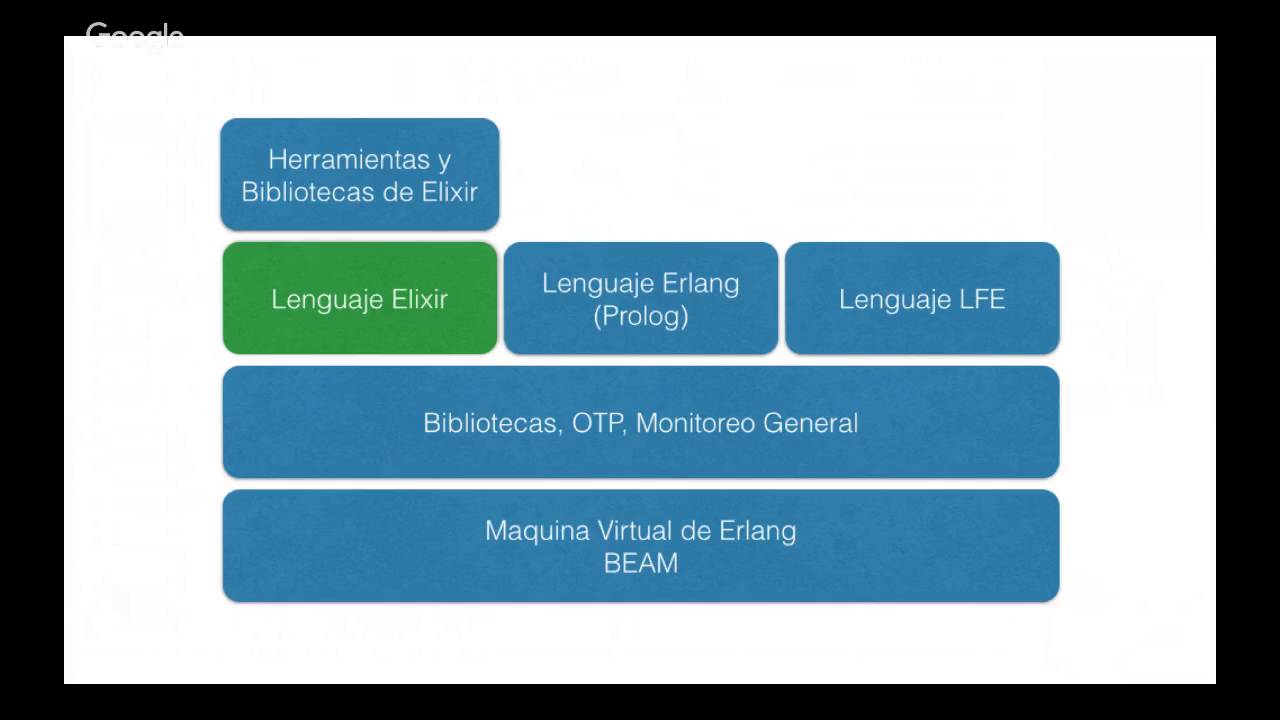 Google
Herramientas y
Bibliotecas de Elixir
Lenguaje Elixir
Lenguaje Erlang
(Prolog)
Lenguaje LFE
Bibliotecas, OTP, Monitoreo General
Maquina Virtual de Erlang
BEAM